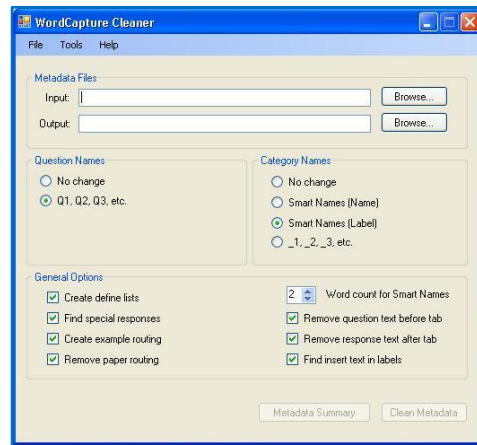 WordCapture Cleaner
File Tools Help
Metadata Files
Input: Browse...
Output: Browse...
Question Names
No change
Q1, Q2, Q3, etc.
Category Names
No change
Smart Names (Name)
Smart Names (Label)
_1, _2, _3, etc.
General Options
Create define lists
Find special responses
Create example routing
Remove paper routing
2 Word count for Smart Names
Remove question text before tab
Remove response text after tab
Find insert text in labels
Metadata Summary Clean Metadata